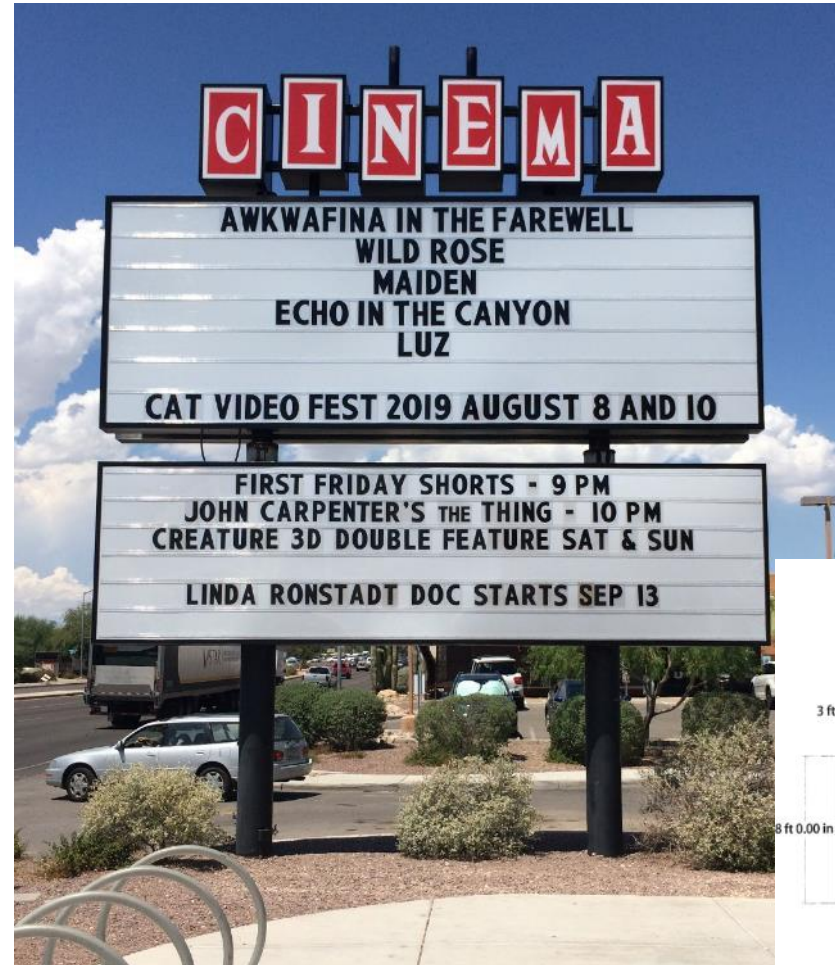 CINEMA
AWKWAFINA IN THE FAREWELL
WILD ROSE
MAIDEN
ECHO IN THE CANYON
LUZ
CAT VIDEO FEST 2019 AUGUST 8 AND 10
FIRST FRIDAY SHORTS - 9 PM
JOHN CARPENTER'S THE THING - 10 PM
CREATURE 3D DOUBLE FEATURE SAT & SUN
LINDA RONSTADT DOC STARTS SEP 13
3 ft
8 ft 0.00 in